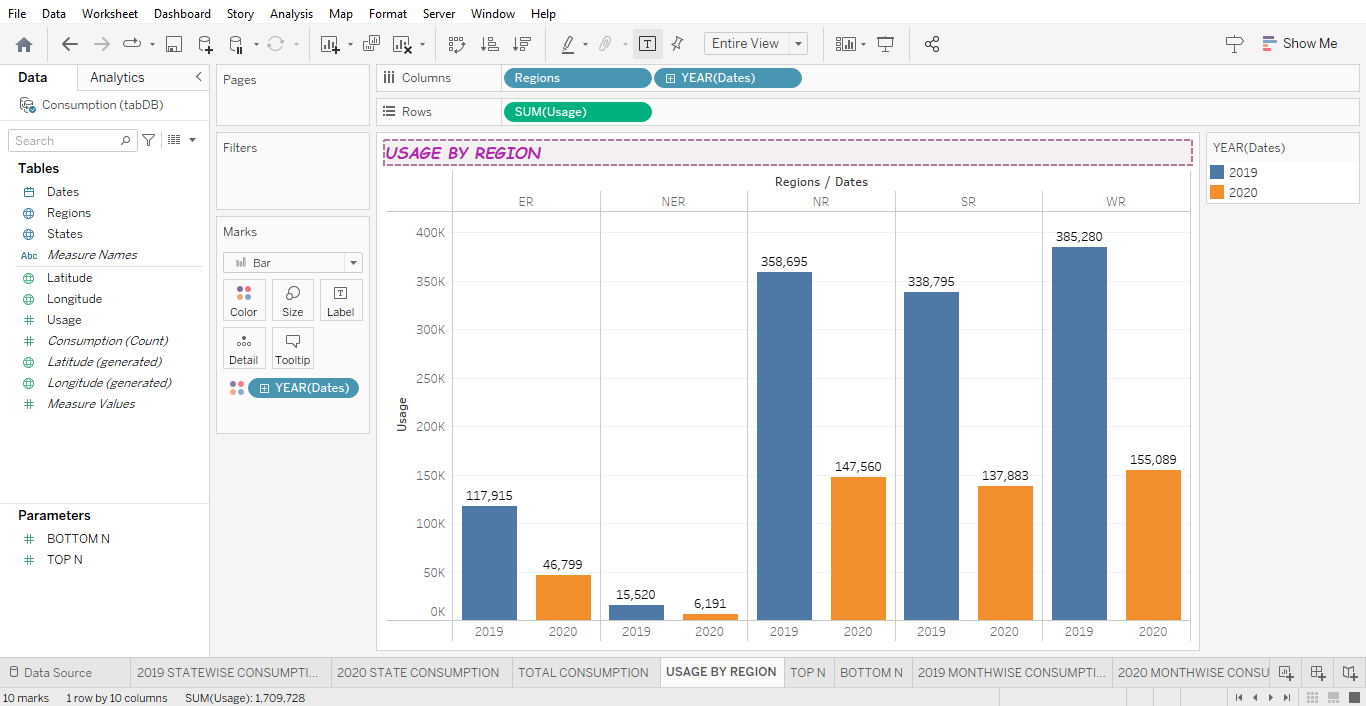 File Data Worksheet Dashboard Story Analysis Map Format Server Window Help
Entire View
Show Me
Data Analytics
Consumption (tabDB)
Search
Tables
Dates
Regions
States
Abc Measure Names
Latitude
Longitude
Usage
Consumption (Count)
Latitude (generated)
Longitude (generated)
Measure Values
Parameters
BOTTOM N
TOP N
Pages
Filters
Marks
Bar
Color Size Label
Detail Tooltip
YEAR(Dates)
Columns Regions YEAR(Dates)
Rows SUM(Usage)
USAGE BY REGION
Regions / Dates
ER NER NR SR WR
Usage
400K
350K
300K
250K
200K
150K
100K
50K
0K
117,915
46,799
15,520
6,191
358,695
147,560
338,795
137,883
385,280
155,089
2019 2020 2019 2020 2019 2020 2019 2020 2019 2020
YEAR(Dates)
2019
2020
Data Source 2019 STATEWISE CONSUMPTI... 2020 STATE CONSUMPTION TOTAL CONSUMPTION USAGE BY REGION TOP N BOTTOM N 2019 MONTHWISE CONSUMPTI... 2020 MONTHWISE CONSU
10 marks 1 row by 10 columns SUM(Usage): 1,709,728